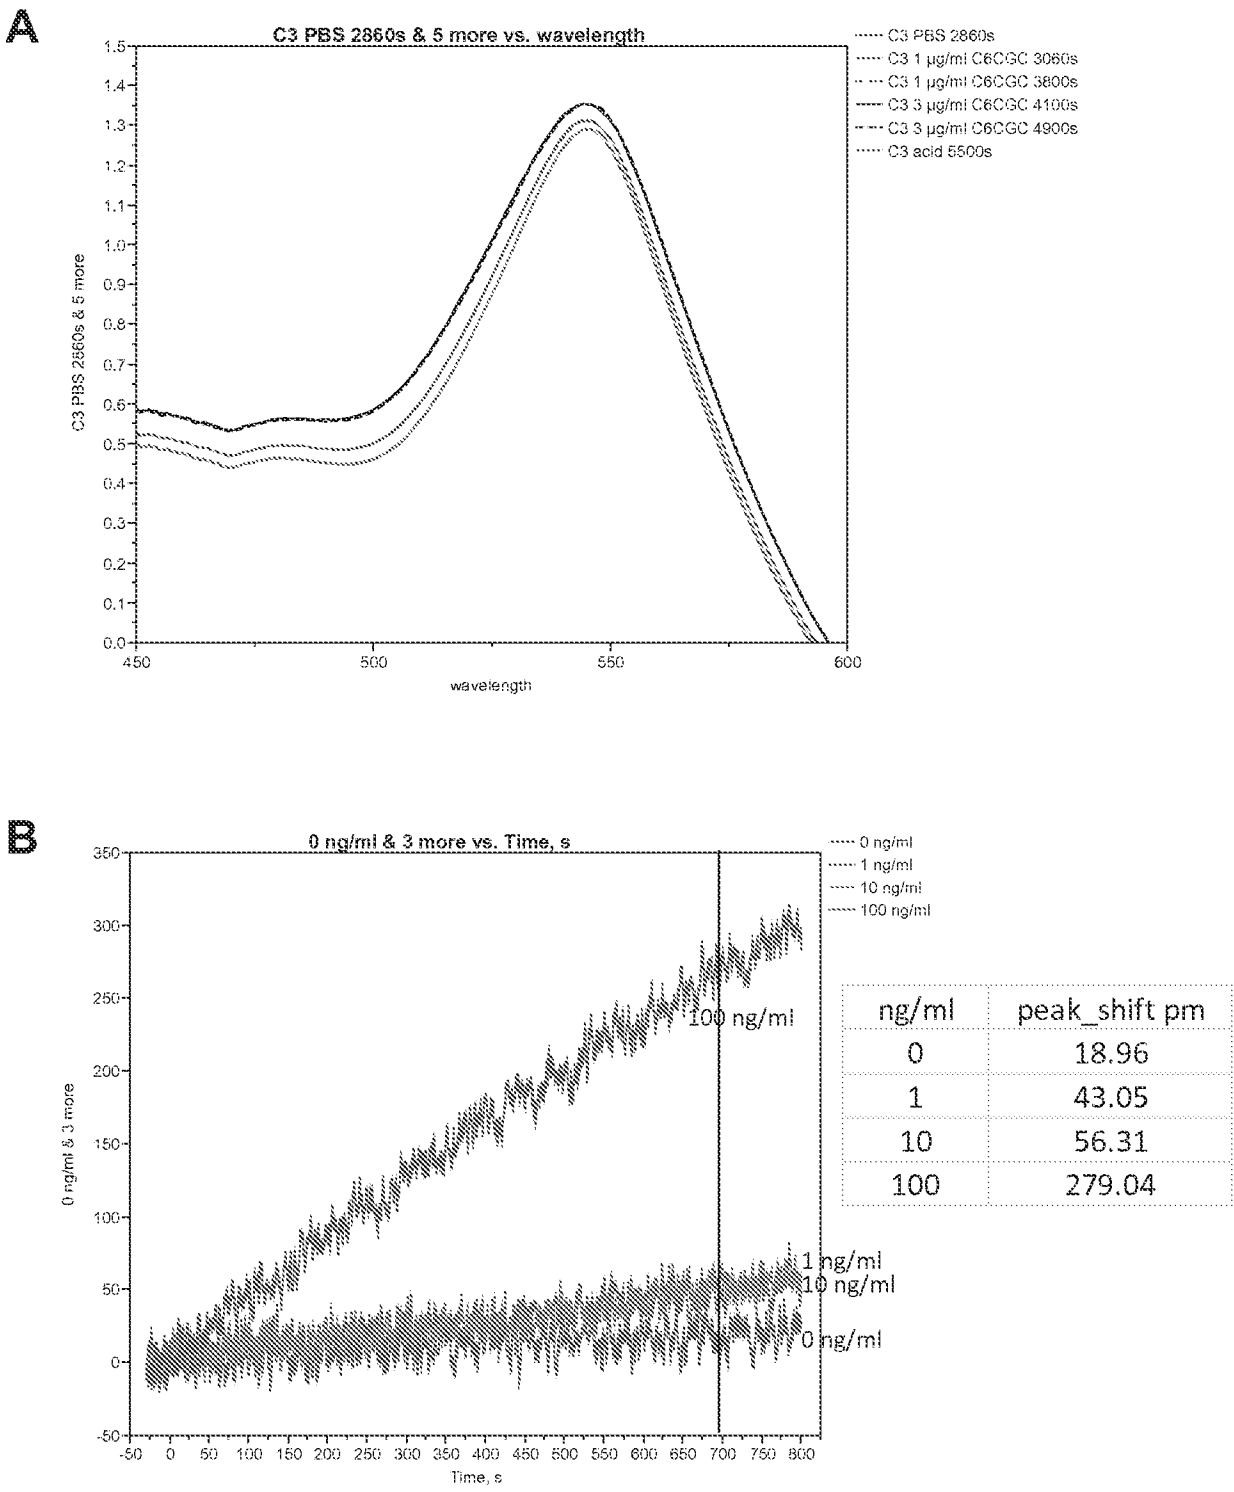 A
C3 PBS 2860s & 5 more vs. wavelength
C3 PBS 2860s
C3 1 µg/ml C6CGC 3060s
C3 1 µg/ml C6CGC 3800s
C3 3 µg/ml C6CGC 4100s
C3 3 µg/ml C6CGC 4900s
C3 acid 5500s
C3 PBS 2860s & 5 more
1.5
1.4
1.3
1.2
1.1
1.0
0.9
0.8
0.7
0.6
0.5
0.4
0.3
0.2
0.1
0.0
450 500 550 600
wavelength
B
0 ng/ml & 3 more vs. Time, s
0 ng/ml
1 ng/ml
10 ng/ml
100 ng/ml
0 ng/ml & 3 more
350
300
250
200
150
100
50
0
-50
100 ng/ml
1 ng/ml
10 ng/ml
0 ng/ml
-50 0 50 100 150 200 250 300 350 400 450 500 550 600 650 700 750 800
Time, s
ng/ml peak_shift pm
0 18.96
1 43.05
10 56.31
100 279.04